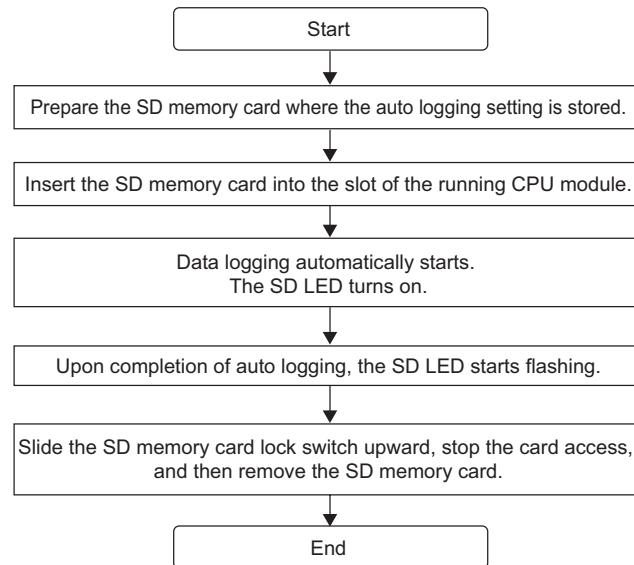 Start
Prepare the SD memory card where the auto logging setting is stored.
Insert the SD memory card into the slot of the running CPU module.
Data logging automatically starts.
The SD LED turns on.
Upon completion of auto logging, the SD LED starts flashing.
Slide the SD memory card lock switch upward, stop the card access,
and then remove the SD memory card.
End